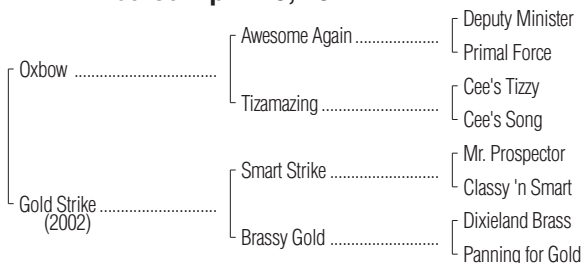 Deputy Minister
Awesome Again
Primal Force
Oxbow
Cee's Tizzy
Tizamazing
Cee's Song
Mr. Prospector
Smart Strike
Classy 'n Smart
Gold Strike
(2002)
Dixieland Brass
Brassy Gold
Panning for Gold